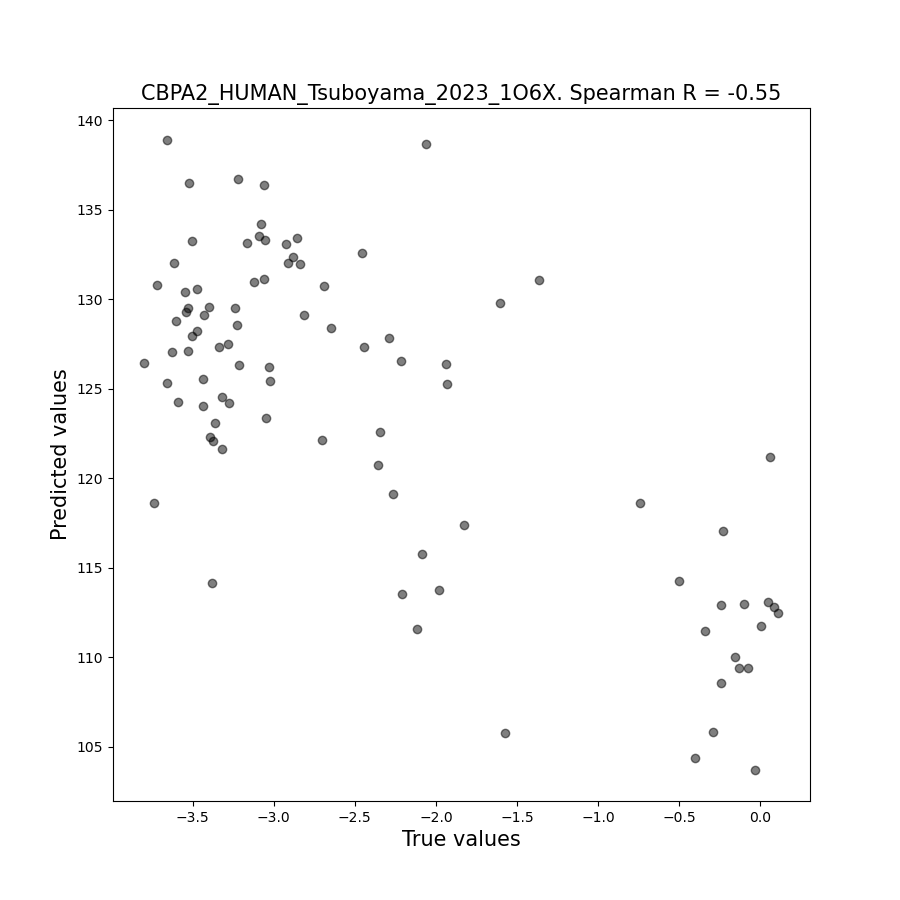 CBPA2_HUMAN_Tsuboyama_2023_1O6X. Spearman R = -0.55
140
135
130
125
120
115
110
105
Predicted values
−3.5 −3.0 −2.5 −2.0 −1.5 −1.0 −0.5 0.0
True values